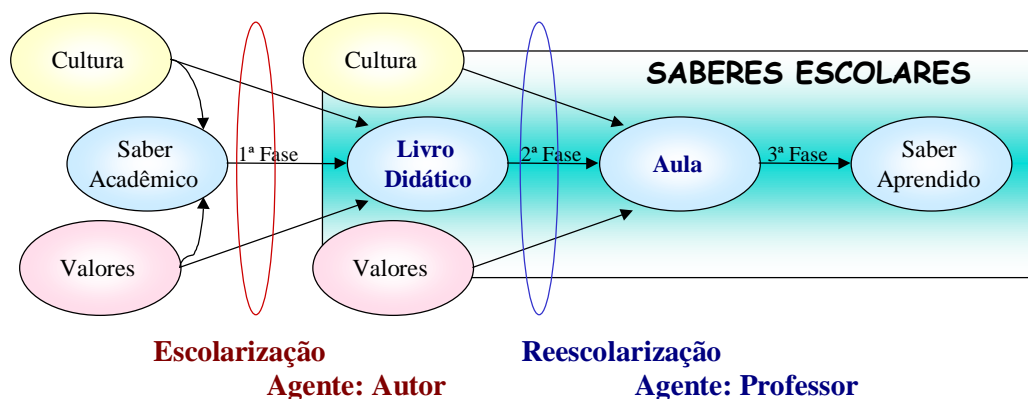 Cultura
Cultura
SABERES ESCOLARES
Saber
Acadêmico
1ª Fase
Livro
Didático
2ª Fase
Aula
3ª Fase
Saber
Aprendido
Valores
Valores
Escolarização
Agente: Autor
Reescolarização
Agente: Professor